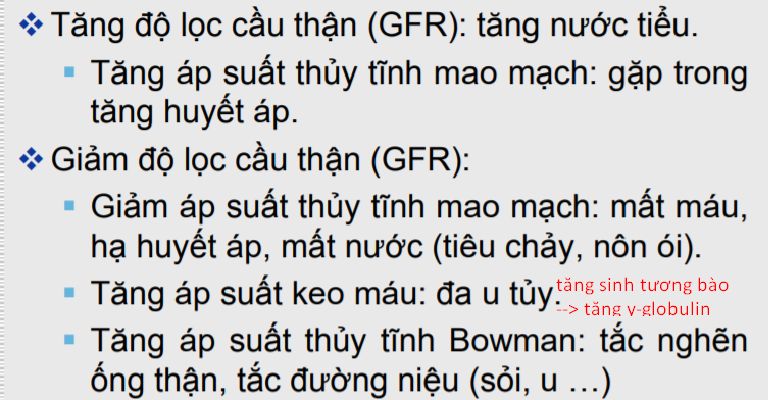 ❖ Tăng độ lọc cầu thận (GFR): tăng nước tiểu.
▪ Tăng áp suất thủy tĩnh mao mạch: gặp trong
tăng huyết áp.
❖ Giảm độ lọc cầu thận (GFR):
▪ Giảm áp suất thủy tĩnh mao mạch: mất máu,
hạ huyết áp, mất nước (tiêu chảy, nôn ói).
▪ Tăng áp suất keo máu: đa u tủy.
tăng sinh tương bào
--> tăng γ-globulin
▪ Tăng áp suất thủy tĩnh Bowman: tắc nghẽn
ống thận, tắc đường niệu (sỏi, u ...)